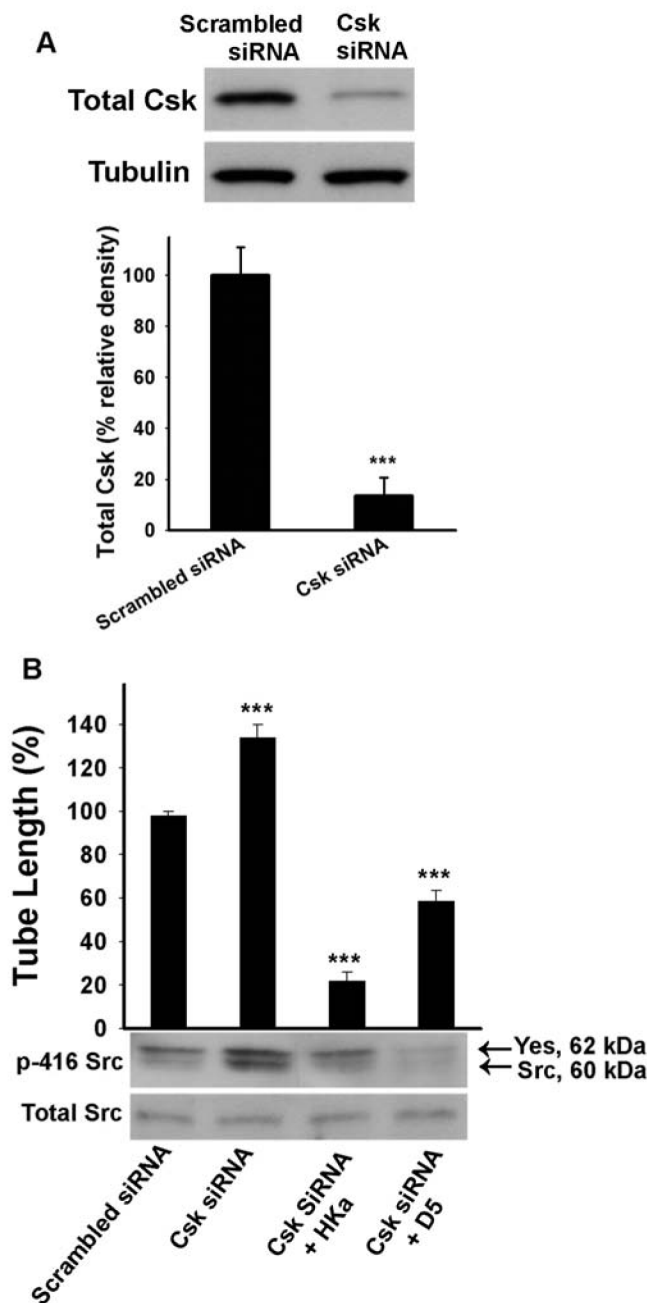 A
Scrambled siRNA
Csk siRNA
Total Csk
Tubulin
Total Csk (% relative density)
100
80
60
40
20
0
***
Scrambled siRNA
Csk siRNA
B
Tube Length (%)
140
120
100
80
60
40
20
0
***
***
***
p-416 Src
Yes, 62 kDa
Src, 60 kDa
Total Src
Scrambled siRNA
Csk siRNA
Csk SiRNA
+ HKa
Csk siRNA
+ D5